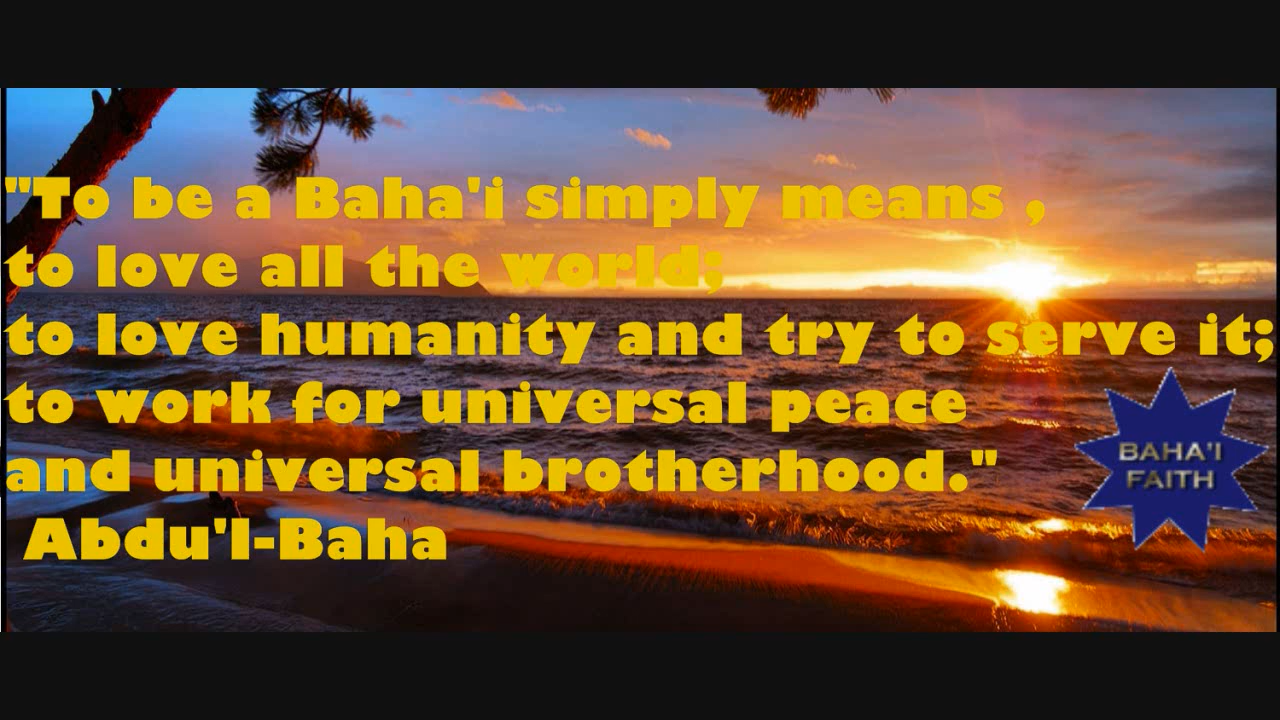 "To be a Baha'i simply means ,
to love all the world;
to love humanity and try to serve it;
to work for universal peace
and universal brotherhood."
Abdu'l-Baha
BAHA'I
FAITH